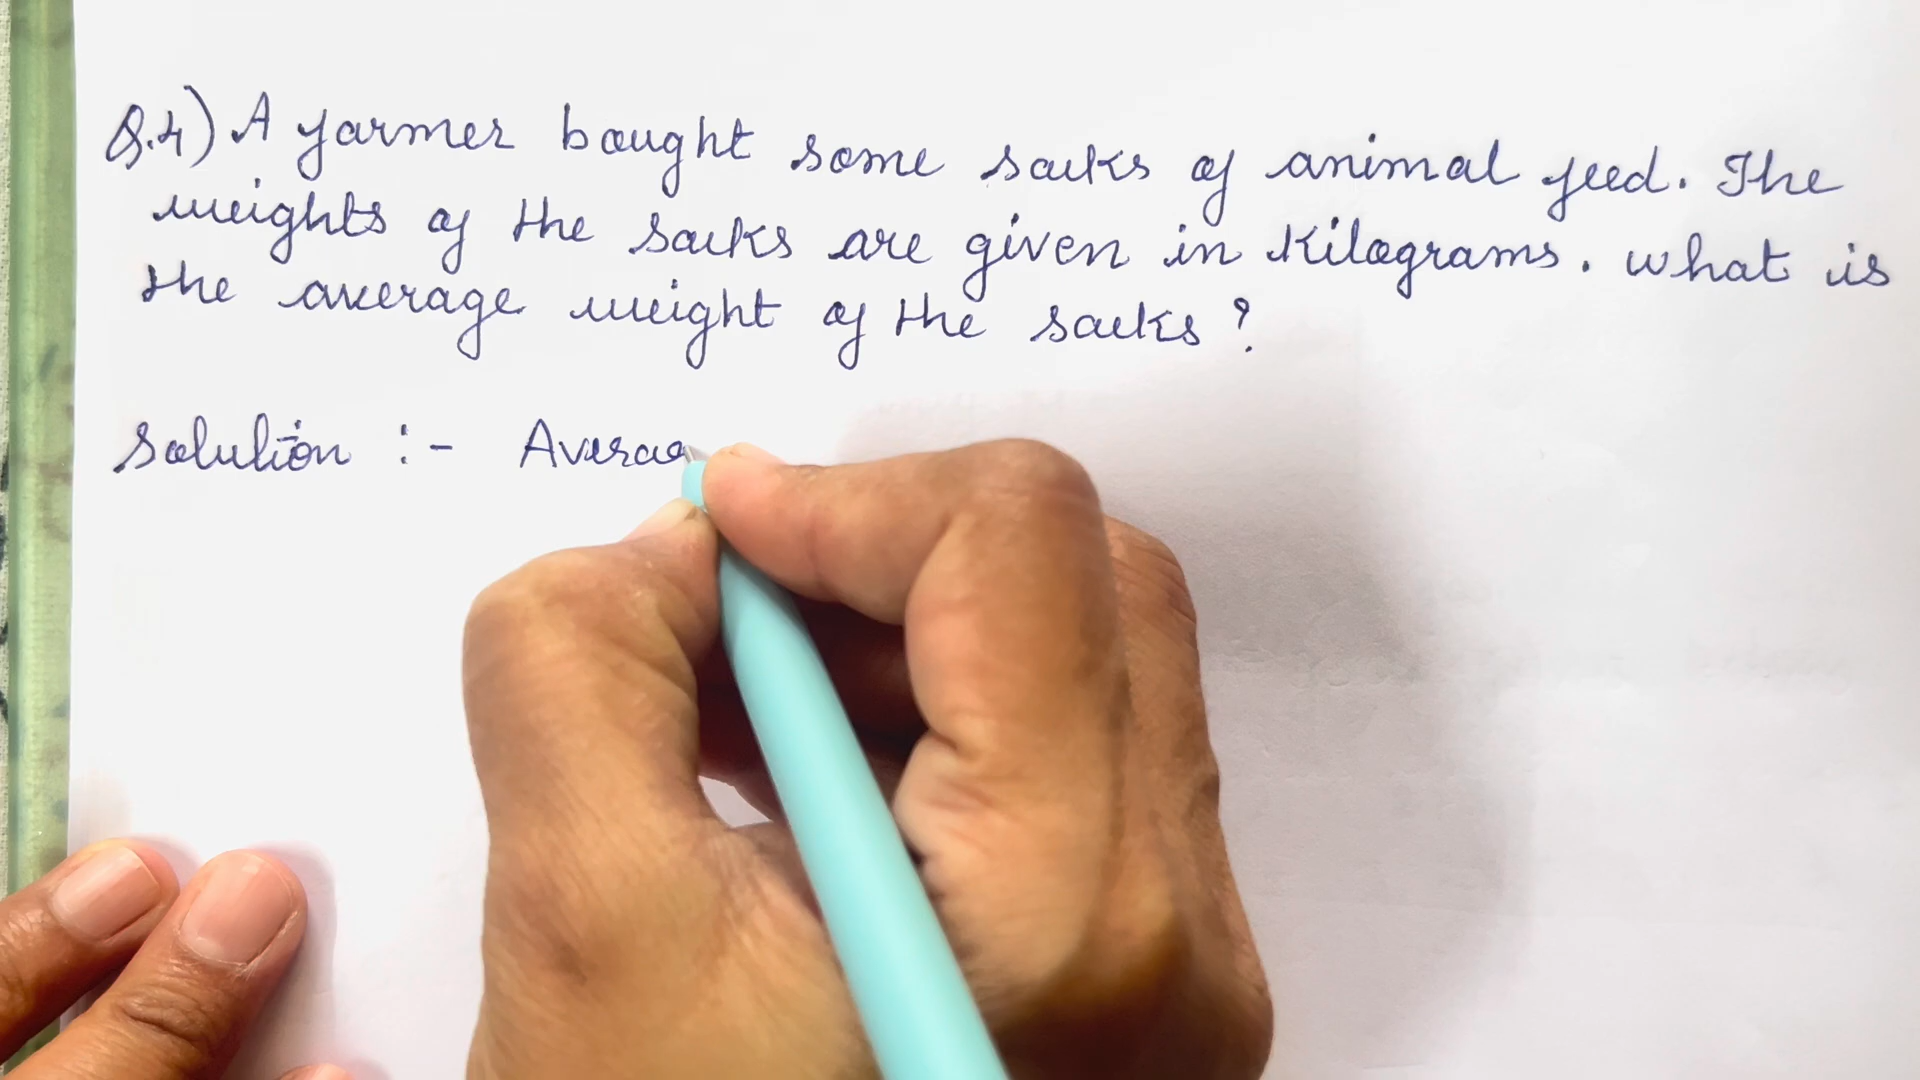 Q.4) A farmer bought some sacks of animal feed. The
weights of the sacks are given in kilograms. what is
the average weight of the sacks ?
Solution :- Averag